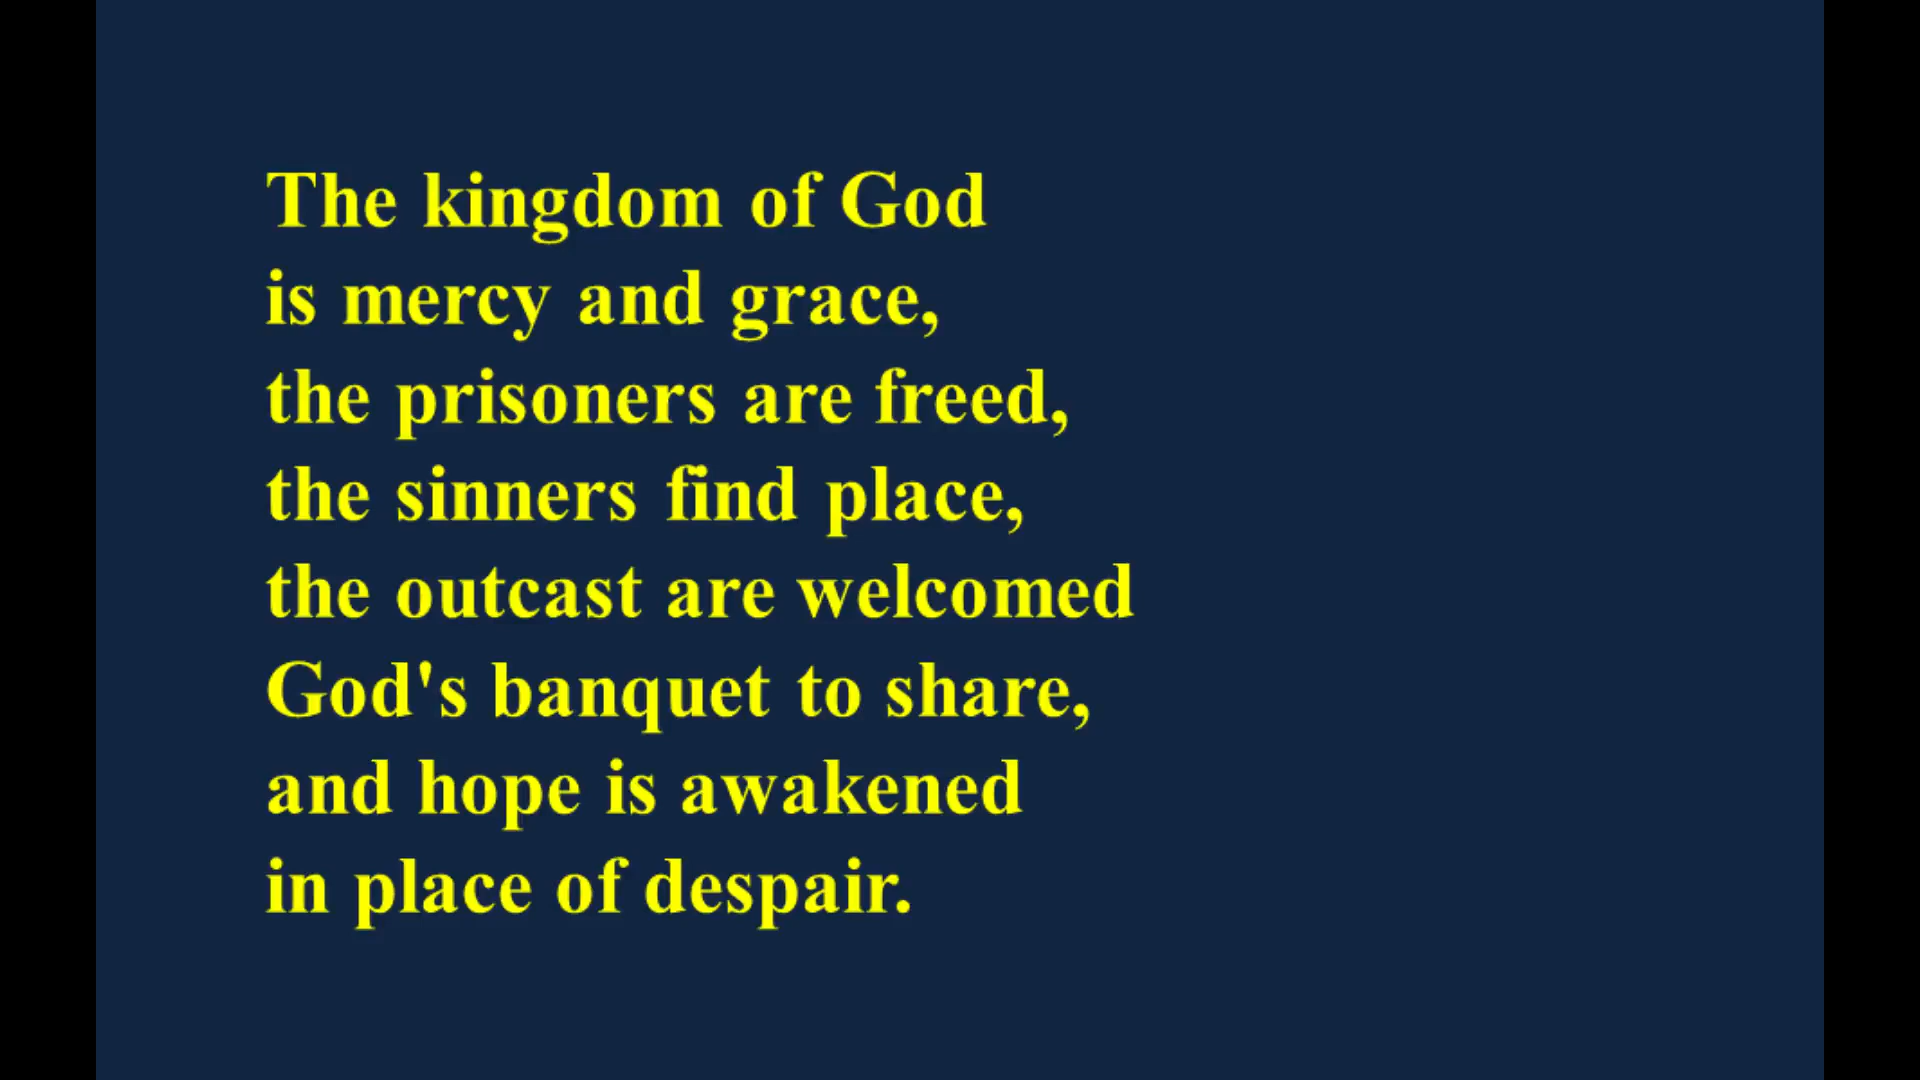 The kingdom of God
is mercy and grace,
the prisoners are freed,
the sinners find place,
the outcast are welcomed
God's banquet to share,
and hope is awakened
in place of despair.